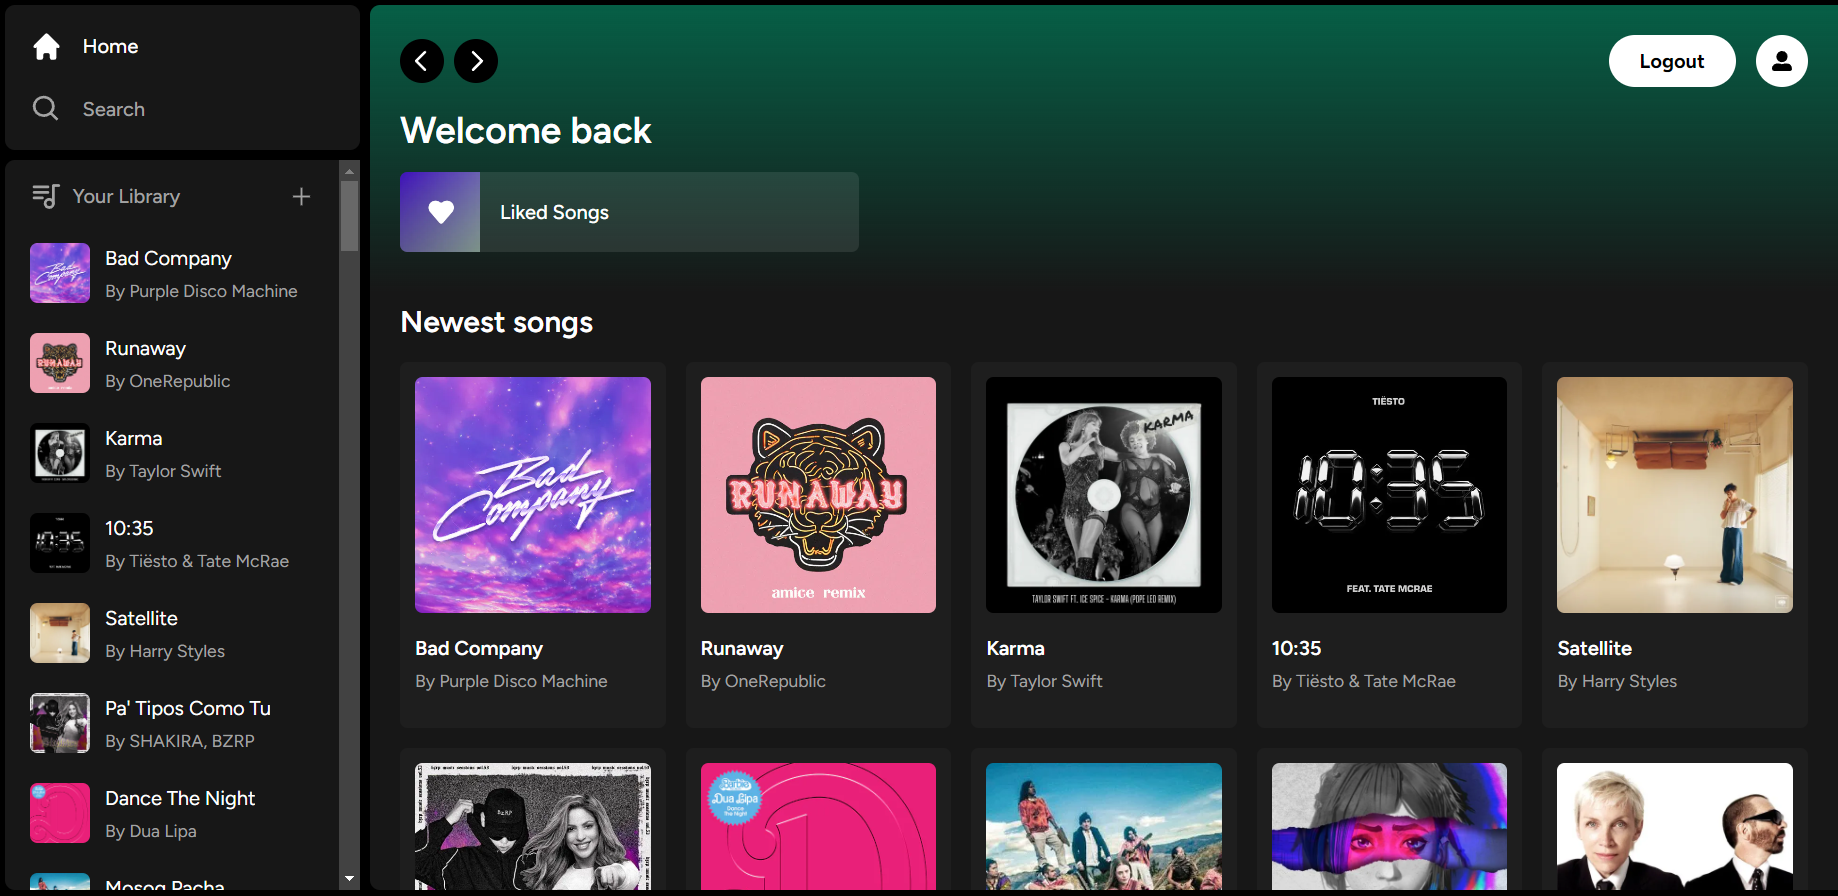 Home
Search
Your Library
Bad Company
By Purple Disco Machine
Runaway
By OneRepublic
Karma
By Taylor Swift
10:35
By Tiësto & Tate McRae
Satellite
By Harry Styles
Pa' Tipos Como Tu
By SHAKIRA, BZRP
Dance The Night
By Dua Lipa
Mosoq Pacha
Logout
Welcome back
Liked Songs
Newest songs
Bad
Company
Bad Company
By Purple Disco Machine
RUNAWAY
amice remix
Runaway
By OneRepublic
KARMA
TAYLOR SWIFT FT. ICE SPICE - KARMA (POPE LEO REMIX)
Karma
By Taylor Swift
TIËSTO
10:35
FEAT. TATE MCRAE
10:35
By Tiësto & Tate McRae
Satellite
By Harry Styles
BZRP
Barbie
Dua Lipa
Dance
the Night